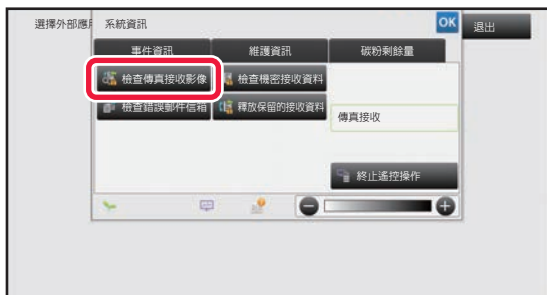 選擇外部應
系統資訊
OK
退出
事件資訊
維護資訊
碳粉剩餘量
檢查傳真接收影像
檢查機密接收資料
檢查錯誤郵件信箱
釋放保留的接收資料
傳真接收
終止遙控操作